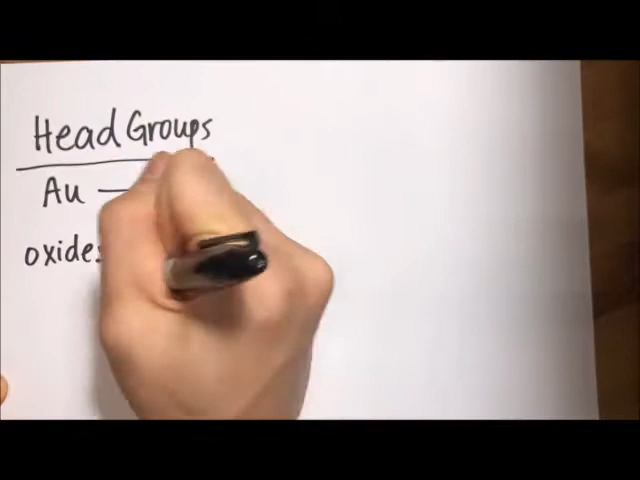 Head Groups
Au —
oxides